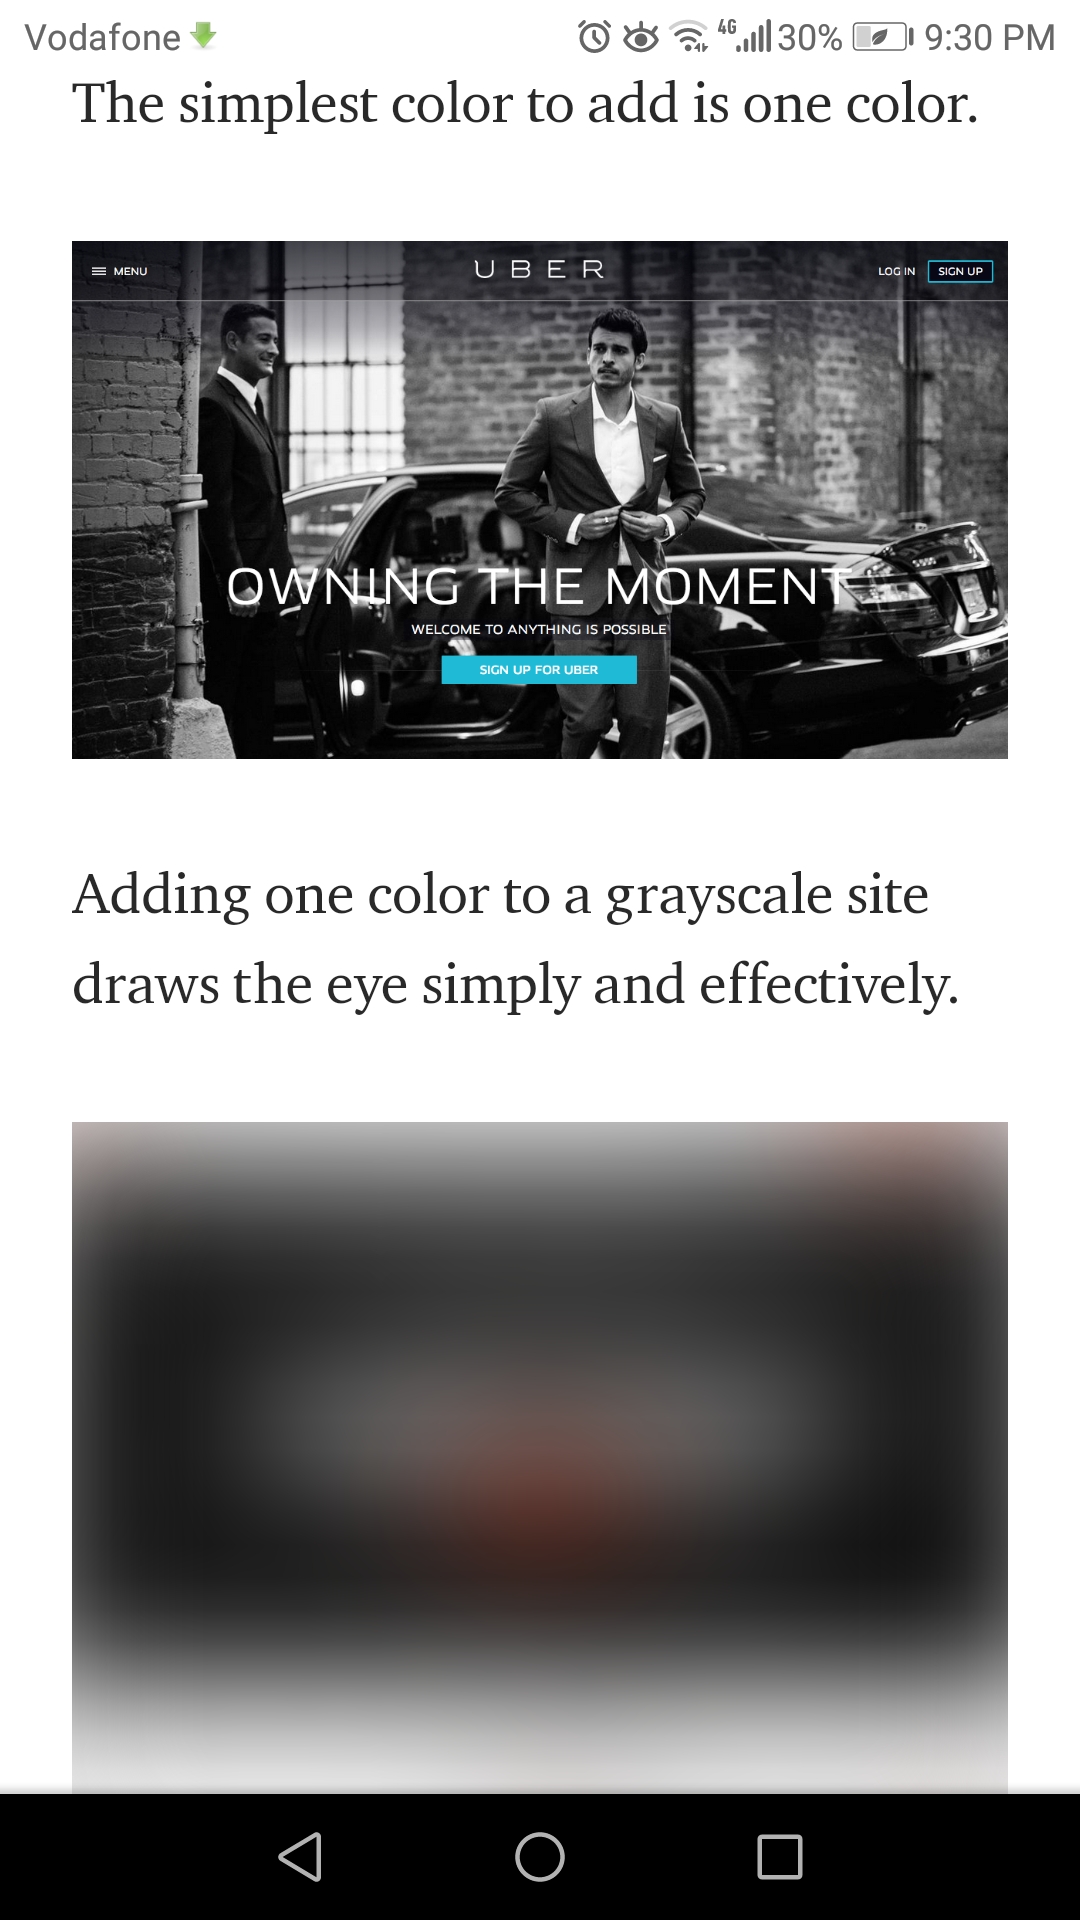 Vodafone 4G 30% 9:30 PM
The simplest color to add is one color.
MENU UBER LOG IN SIGN UP
OWNING THE MOMENT
WELCOME TO ANYTHING IS POSSIBLE
SIGN UP FOR UBER
Adding one color to a grayscale site
draws the eye simply and effectively.